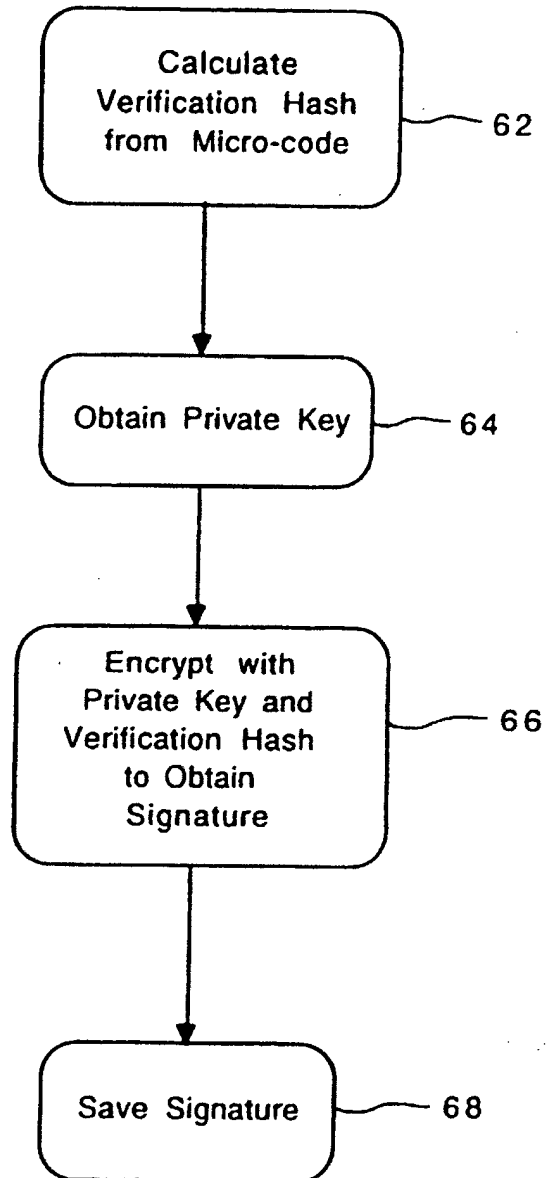 Calculate
Verification Hash
from Micro-code
62
Obtain Private Key
64
Encrypt with
Private Key and
Verification Hash
to Obtain
Signature
66
Save Signature
68